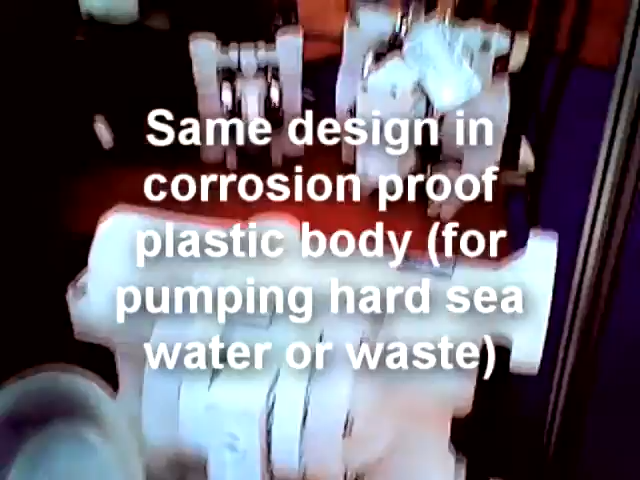 Same design in
corrosion proof
plastic body (for
pumping hard sea
water or waste)